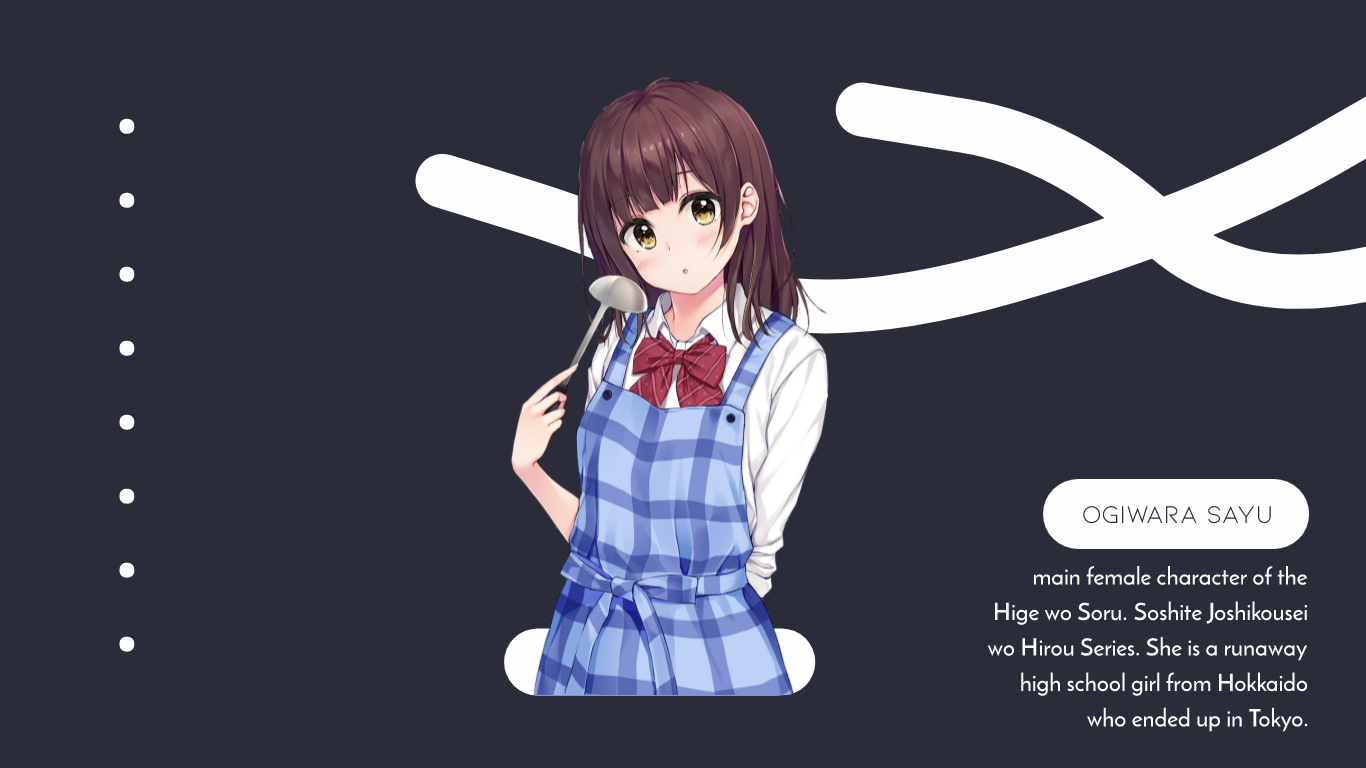 OGIWARA SAYU
main female character of the
Hige wo Soru. Soshite Joshikousei
wo Hirou Series. She is a runaway
high school girl from Hokkaido
who ended up in Tokyo.